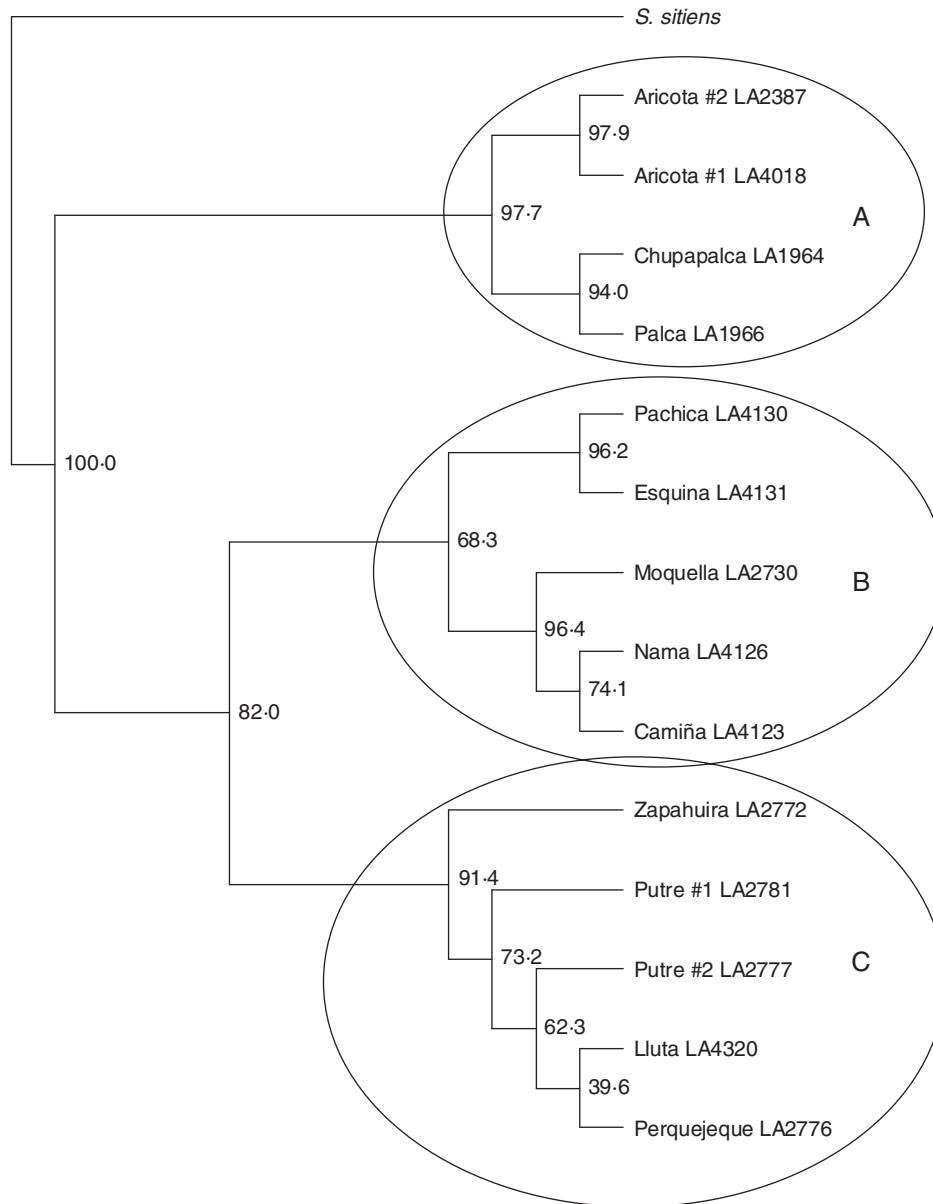 S. sitiens
Aricota #2 LA2387
97·9
Aricota #1 LA4018
97·7
A
Chupapalca LA1964
94·0
Palca LA1966
Pachica LA4130
96·2
100·0
Esquina LA4131
68·3
Moquella LA2730
B
96·4
Nama LA4126
74·1
82·0
Camiña LA4123
Zapahuira LA2772
91·4
Putre #1 LA2781
73·2
C
Putre #2 LA2777
62·3
Lluta LA4320
39·6
Perquejeque LA2776